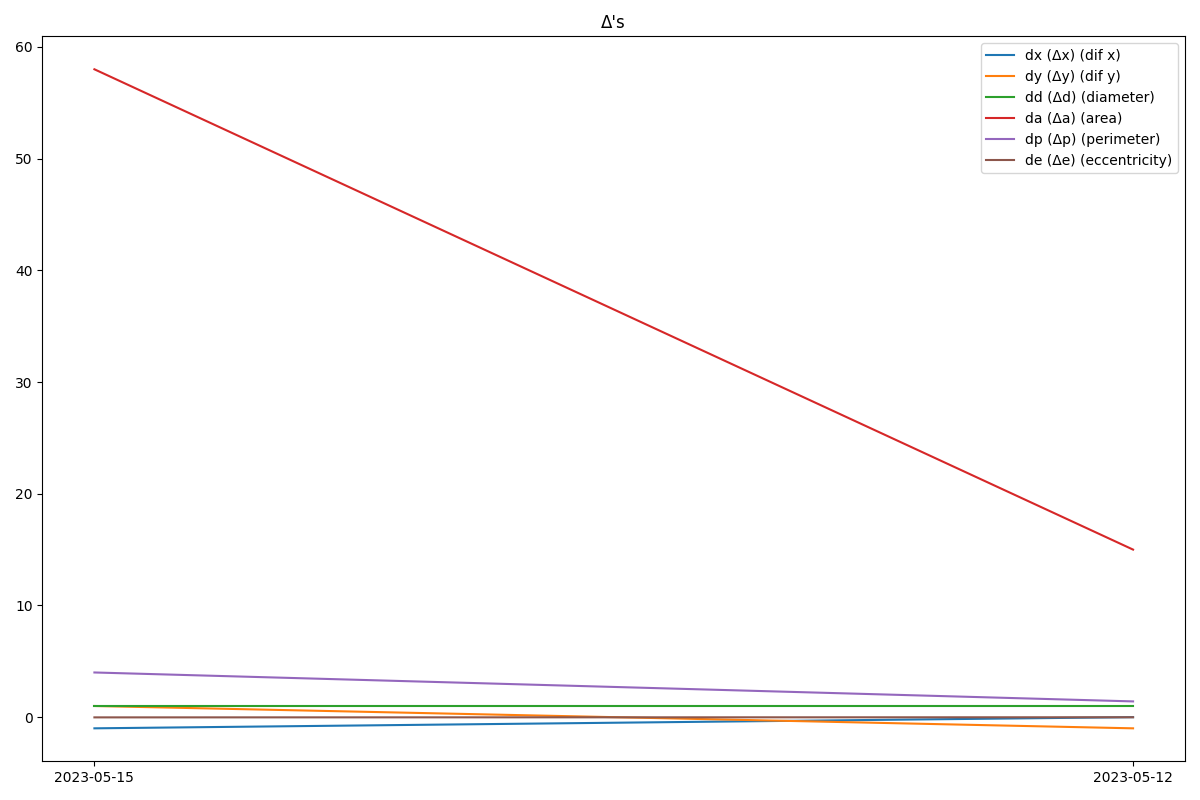 Δ's
60
50
40
30
20
10
0
dx (Δx) (dif x)
dy (Δy) (dif y)
dd (Δd) (diameter)
da (Δa) (area)
dp (Δp) (perimeter)
de (Δe) (eccentricity)
2023-05-15
2023-05-12